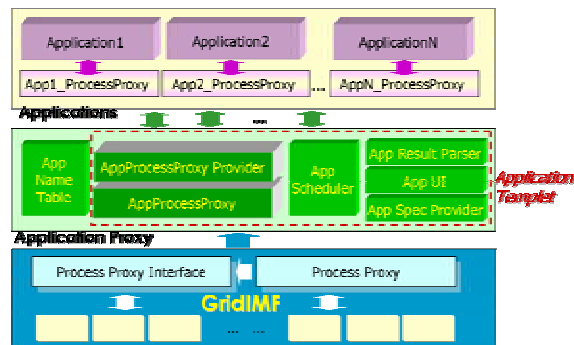 Application1 Application2 ApplicationN
App1_ProcessProxy App2_ProcessProxy ... AppN_ProcessProxy
Applications ...
App Name Table
AppProcessProxy Provider
AppProcessProxy
App Scheduler
App Result Parser
App UI
App Spec Provider
Application Templet
Application Proxy
Process Proxy Interface Process Proxy
GridIMF
... ...